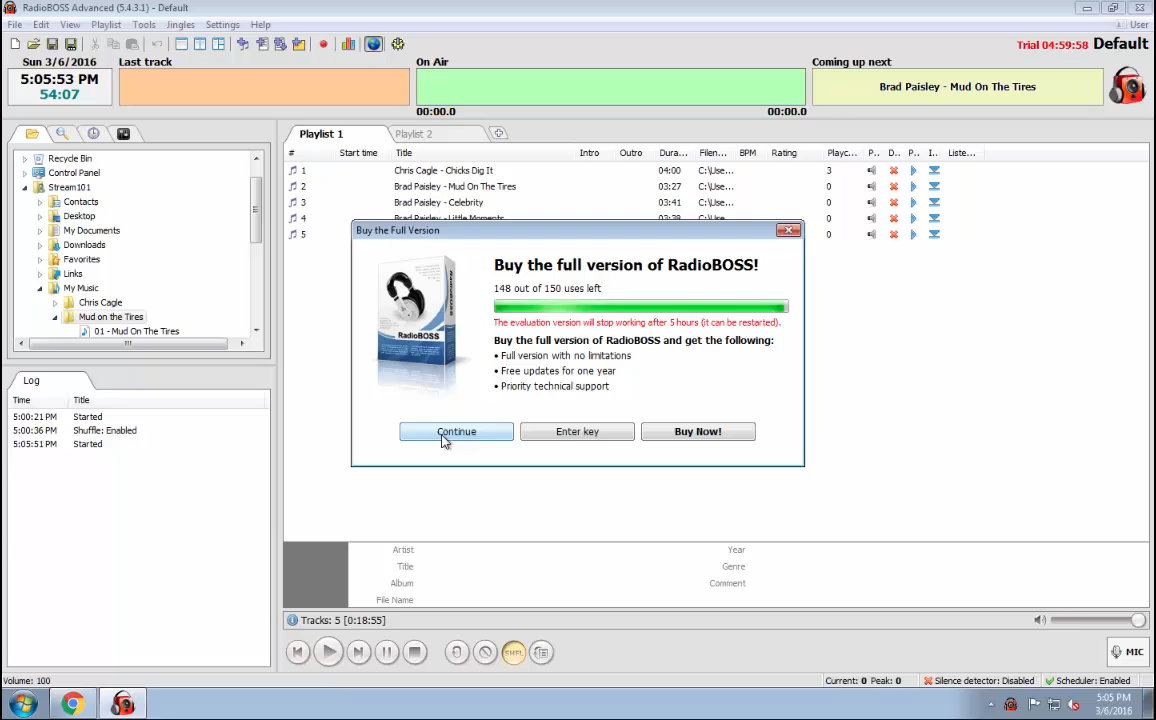 RadioBOSS Advanced (5.4.3.1) - Default
File Edit View Playlist Tools Jingles Settings Help
User
Trial 04:59:58 Default
Sun 3/6/2016
5:05:53 PM
54:07
Last track
On Air
00:00.0 00:00.0
Coming up next
Brad Paisley - Mud On The Tires
Recycle Bin
Control Panel
Stream101
Contacts
Desktop
My Documents
Downloads
Favorites
Links
My Music
Chris Cagle
Mud on the Tires
01 - Mud On The Tires
Playlist 1 Playlist 2
# Start time Title Intro Outro Dura... Filen... BPM Rating Playc... P.. D.. P.. I.. Liste...
1 Chris Cagle - Chicks Dig It 04:00 C:\Use... 3
2 Brad Paisley - Mud On The Tires 03:27 C:\Use... 0
3 Brad Paisley - Celebrity 03:41 C:\Use... 0
4 Brad Paisley - Little Moments 03:38 C:\Use... 0
5 0
Buy the Full Version
RadioBOSS
RadioBOSS
Buy the full version of RadioBOSS!
148 out of 150 uses left
The evaluation version will stop working after 5 hours (it can be restarted).
Buy the full version of RadioBOSS and get the following:
• Full version with no limitations
• Free updates for one year
• Priority technical support
Continue Enter key Buy Now!
Log
Time Title
5:00:21 PM Started
5:00:36 PM Shuffle: Enabled
5:05:51 PM Started
Artist Year
Title Genre
Album Comment
File Name
Tracks: 5 [0:18:55]
SHFL
MIC
Volume: 100
Current: 0 Peak: 0 Silence detector: Disabled Scheduler: Enabled
5:05 PM
3/6/2016